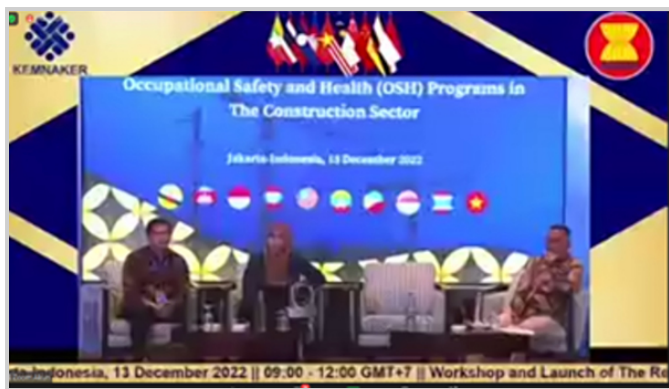 KEMNAKER
Occupational Safety and Health (OSH) Programs in
The Construction Sector
Jakarta-Indonesia, 13 December 2022
Indonesia, 13 December 2022 || 09:00 - 12:00 GMT+7 || Workshop and Launch of The